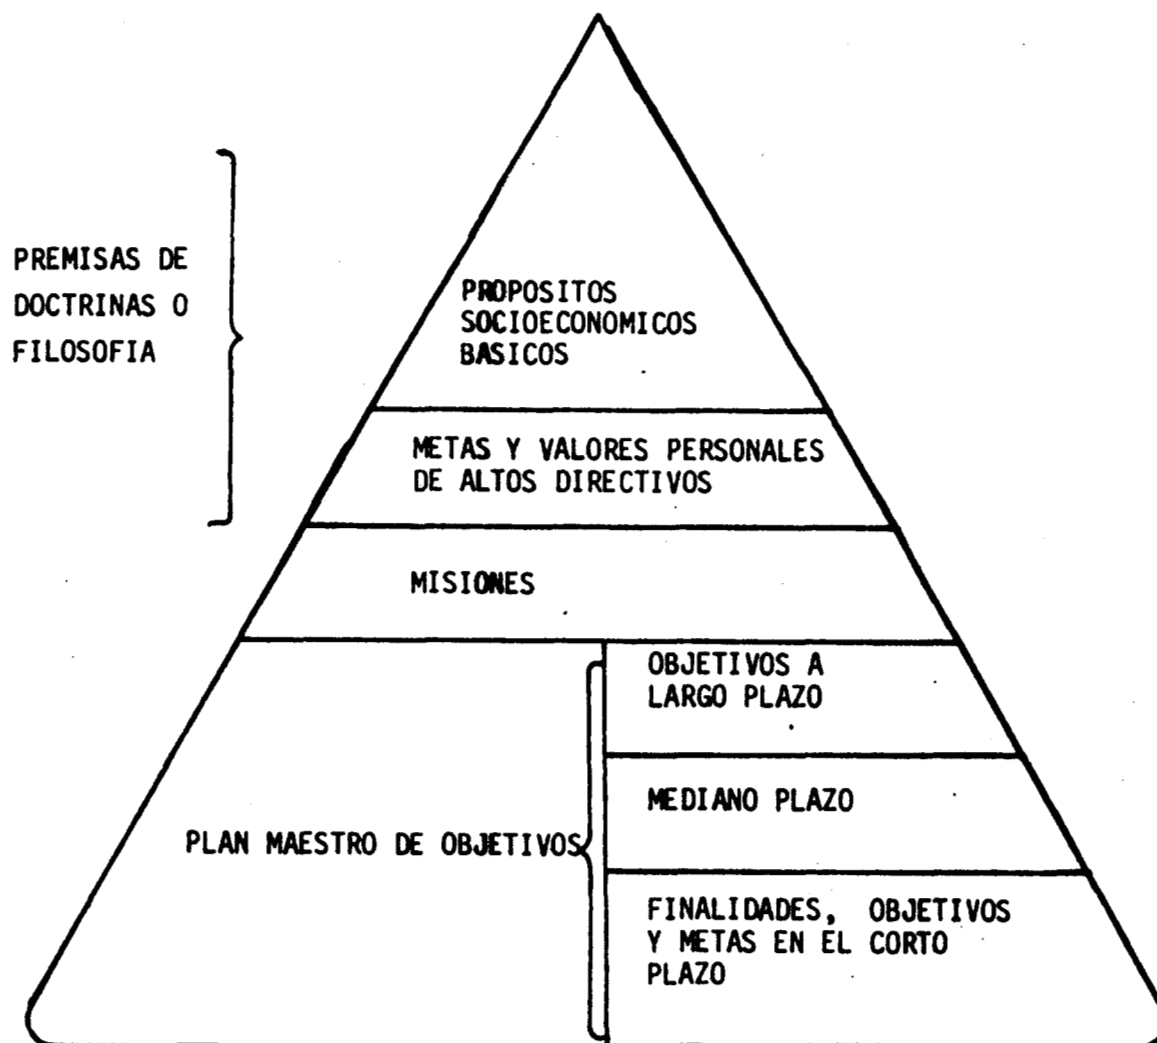 PREMISAS DE
DOCTRINAS O
FILOSOFIA
PROPOSITOS
SOCIOECONOMICOS
BASICOS
METAS Y VALORES PERSONALES
DE ALTOS DIRECTIVOS
MISIONES
PLAN MAESTRO DE OBJETIVOS
OBJETIVOS A
LARGO PLAZO
MEDIANO PLAZO
FINALIDADES, OBJETIVOS
Y METAS EN EL CORTO
PLAZO